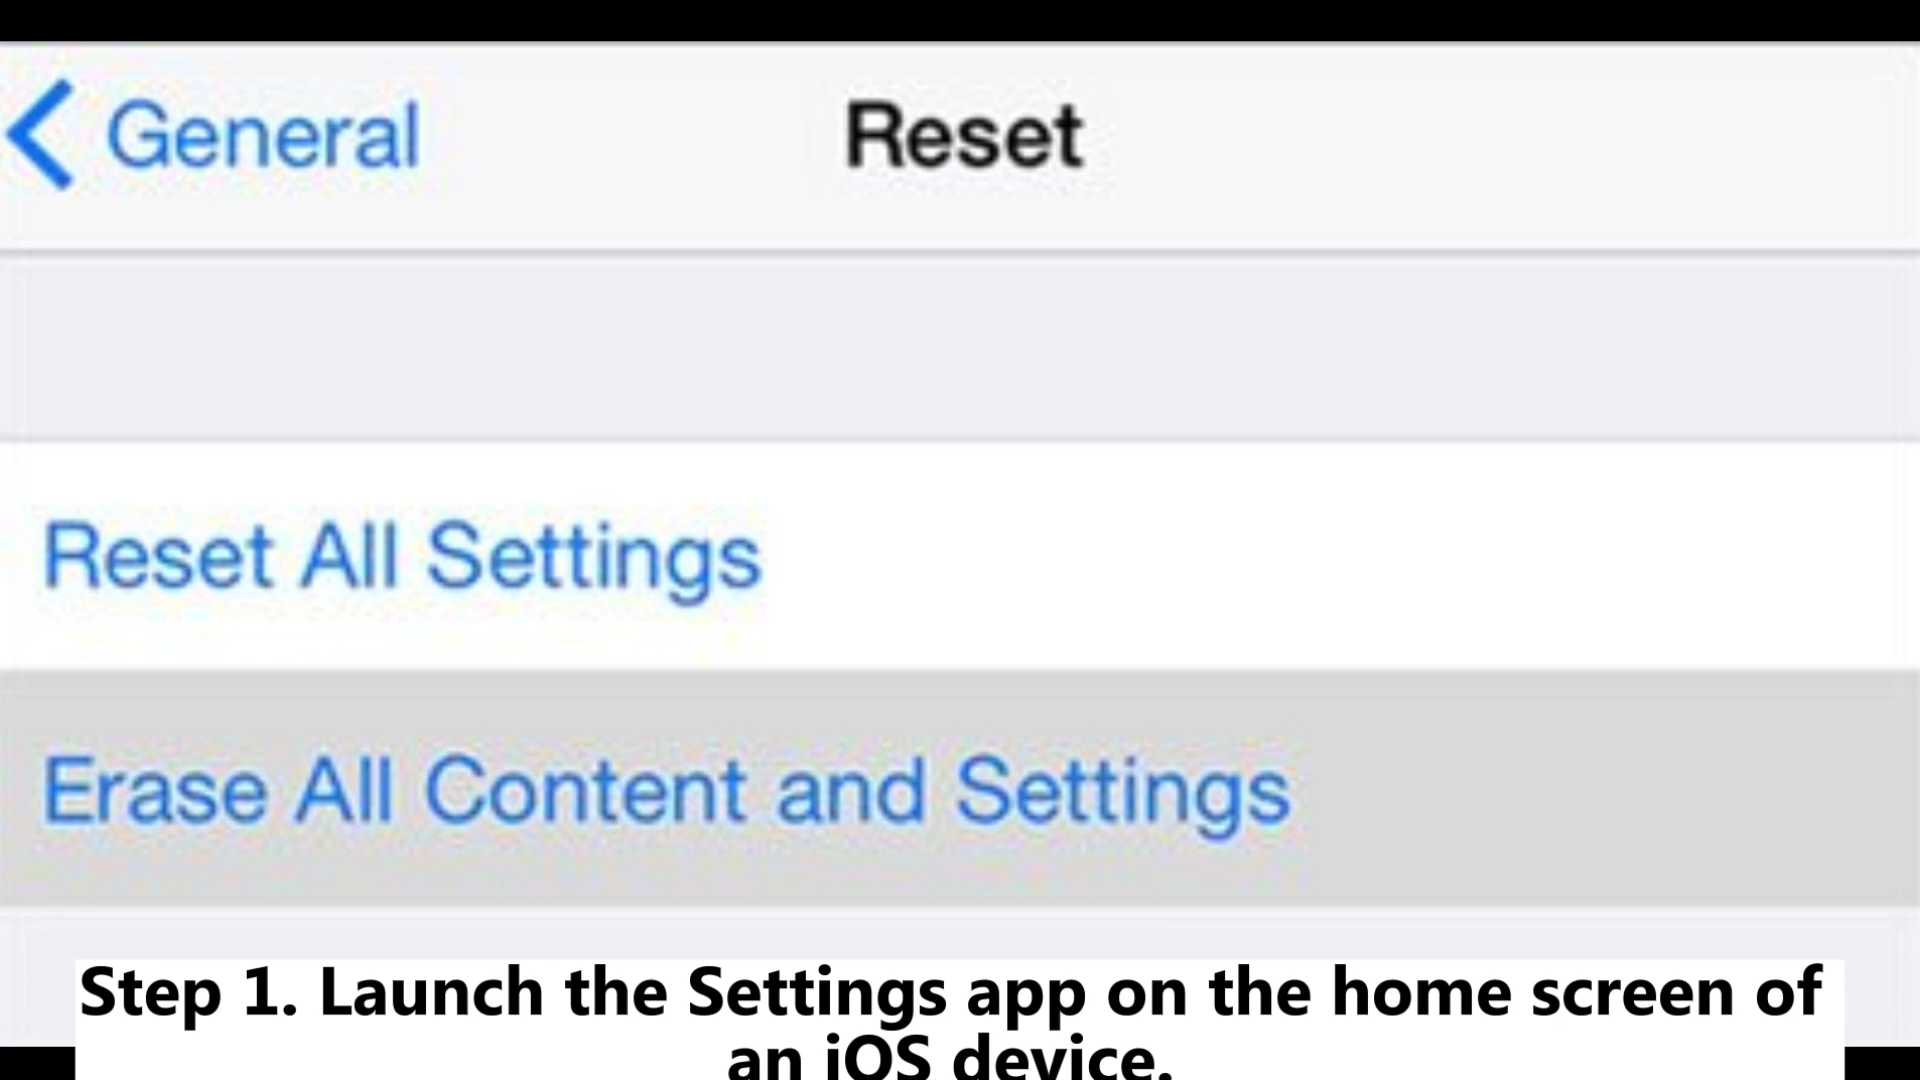 General
Reset
Reset All Settings
Erase All Content and Settings
Step 1. Launch the Settings app on the home screen of
an iOS device.